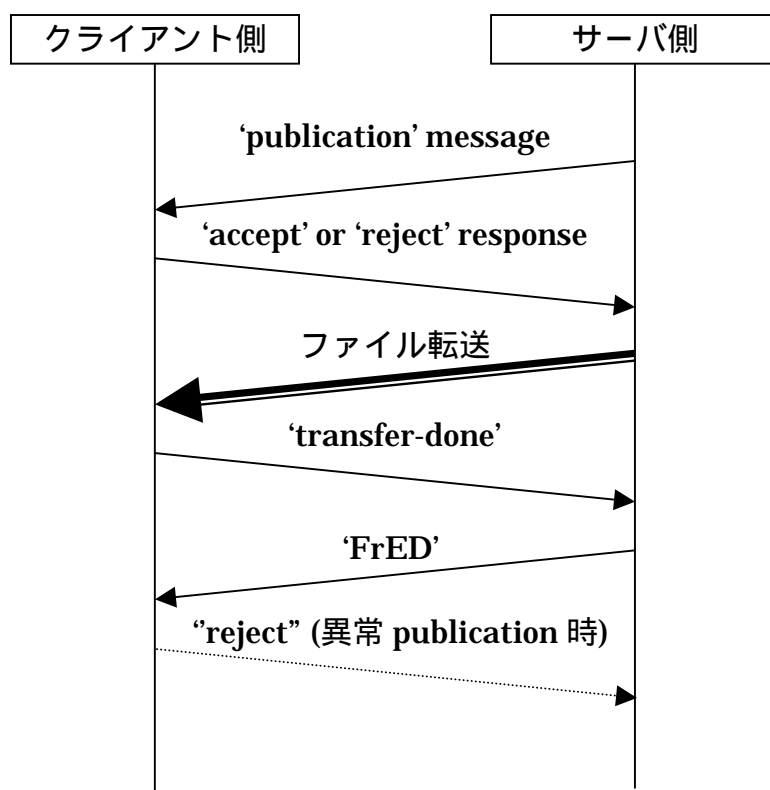 クライアント側
サーバ側
‘publication’ message
‘accept’ or ‘reject’ response
ファイル転送
‘transfer-done’
‘FrED’
‘’reject” (異常 publication 時)